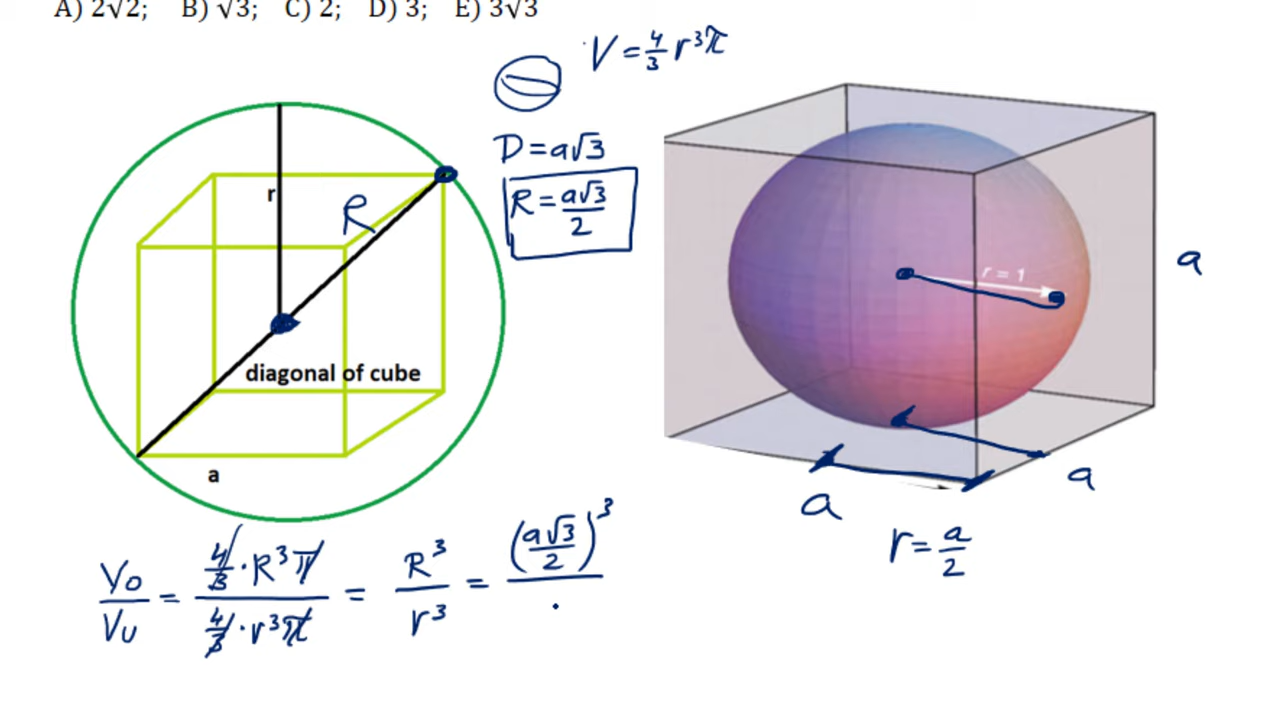 A) 2√2; B) √3; C) 2; D) 3; E) 3√3
V = 4/3 r³π
D = a√3
R = a√3/2
r
R
diagonal of cube
a
r = 1
a
a
a
r = a/2
Vo/Vu = (4/3 · R³π)/(4/3 · r³π) = R³/r³ = (a√3/2)³/